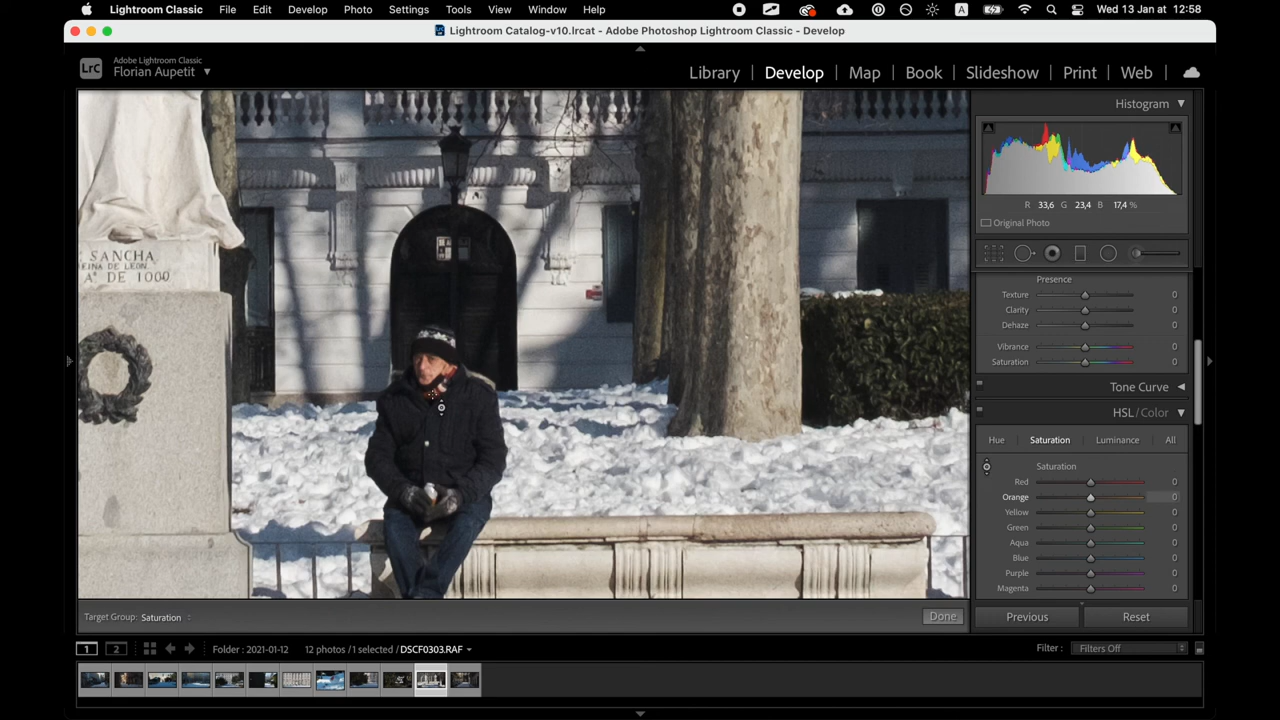 Lightroom Classic File Edit Develop Photo Settings Tools View Window Help A Wed 13 Jan at 12:58
Lightroom Catalog-v10.lrcat - Adobe Photoshop Lightroom Classic - Develop
LrC
Adobe Lightroom Classic
Florian Aupetit
Library | Develop | Map | Book | Slideshow | Print | Web |
Histogram
R 33,6 G 23,4 B 17,4 %
Original Photo
SANCHA
EINA DE LEON
Aº DE 1000
Presence
Texture 0
Clarity 0
Dehaze 0
Vibrance 0
Saturation 0
Tone Curve
HSL / Color
Hue Saturation Luminance All
Saturation
Red 0
Orange 0
Yellow 0
Green 0
Aqua 0
Blue 0
Purple 0
Magenta 0
Target Group: Saturation
Done
Previous Reset
1 2 Folder : 2021-01-12 12 photos / 1 selected / DSCF0303.RAF
Filter : Filters Off